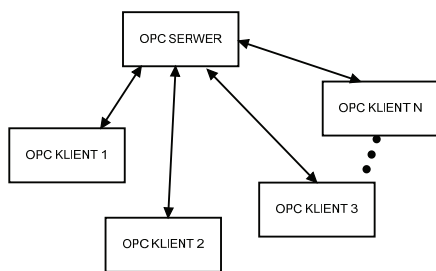 OPC SERWER
OPC KLIENT N
OPC KLIENT 1
OPC KLIENT 3
OPC KLIENT 2